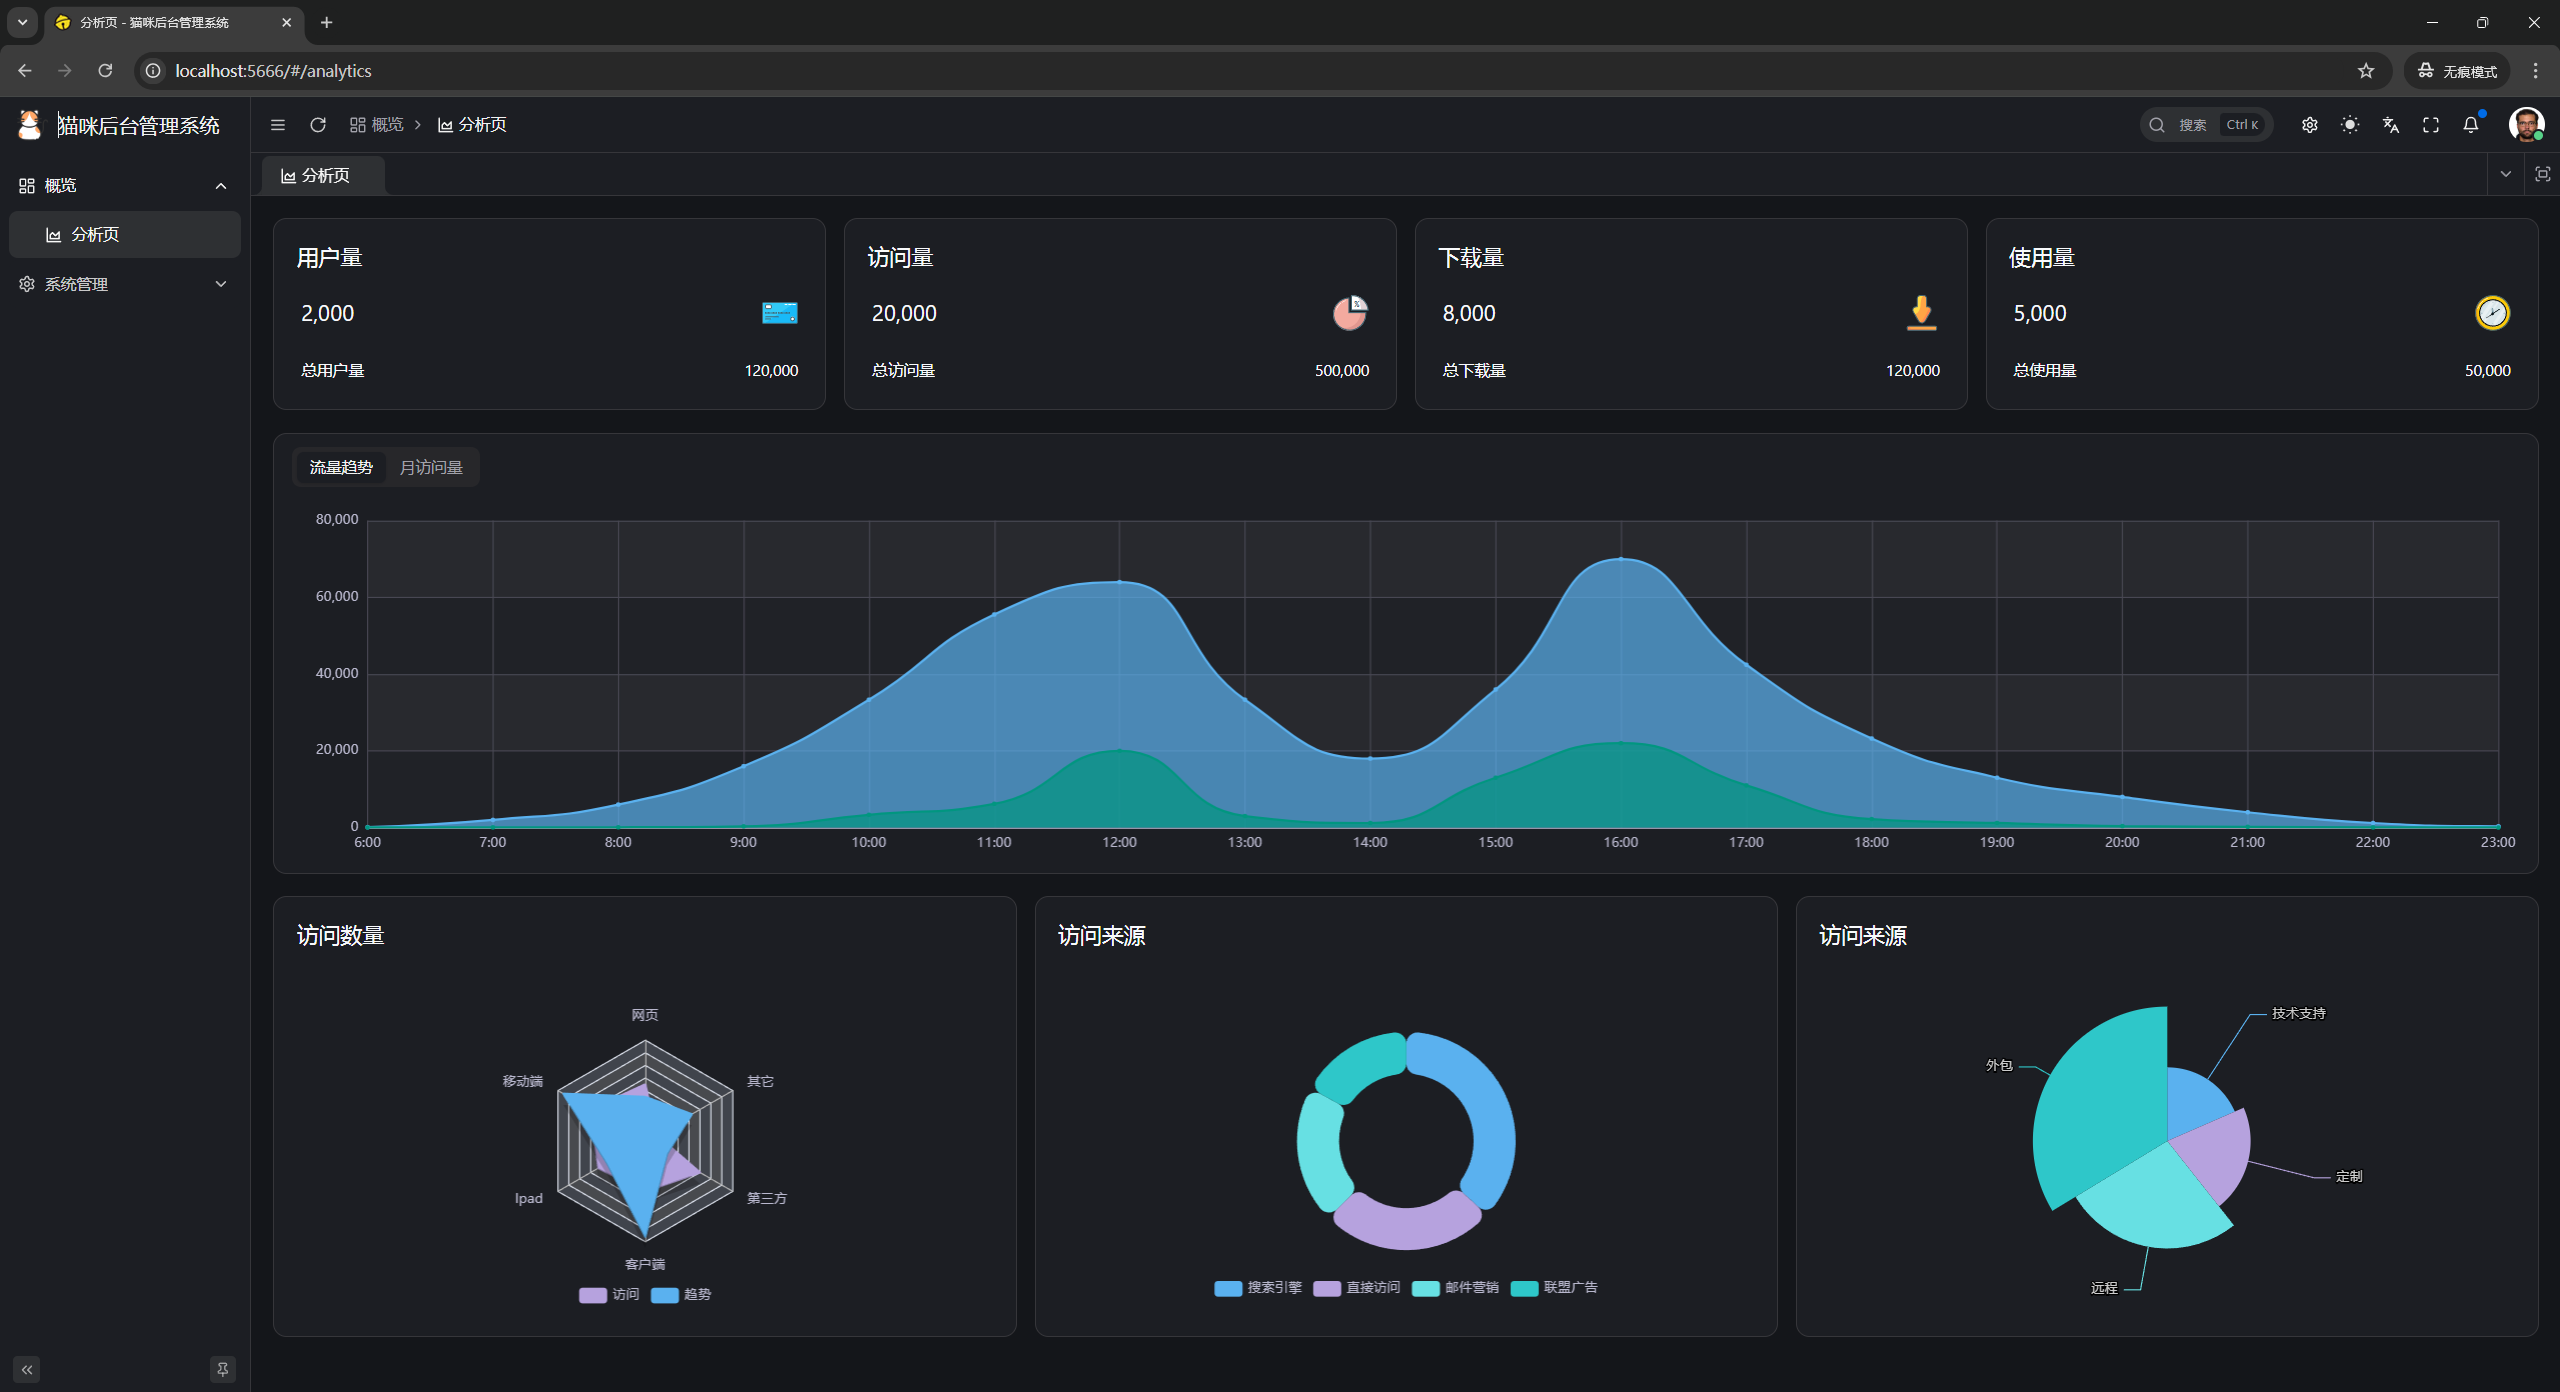 分析页 - 猫咪后台管理系统
localhost:5666/#/analytics
无痕模式
猫咪后台管理系统
概览
分析页
搜索
Ctrl K
概览
分析页
系统管理
分析页
用户量
2,000
总用户量
120,000
访问量
20,000
总访问量
500,000
下载量
8,000
总下载量
120,000
使用量
5,000
总使用量
50,000
流量趋势
月访问量
80,000
60,000
40,000
20,000
0
6:00 7:00 8:00 9:00 10:00 11:00 12:00 13:00 14:00 15:00 16:00 17:00 18:00 19:00 20:00 21:00 22:00 23:00
访问数量
网页
移动端
其它
Ipad
第三方
客户端
访问 趋势
访问来源
搜索引擎 直接访问 邮件营销 联盟广告
访问来源
技术支持
外包
定制
远程